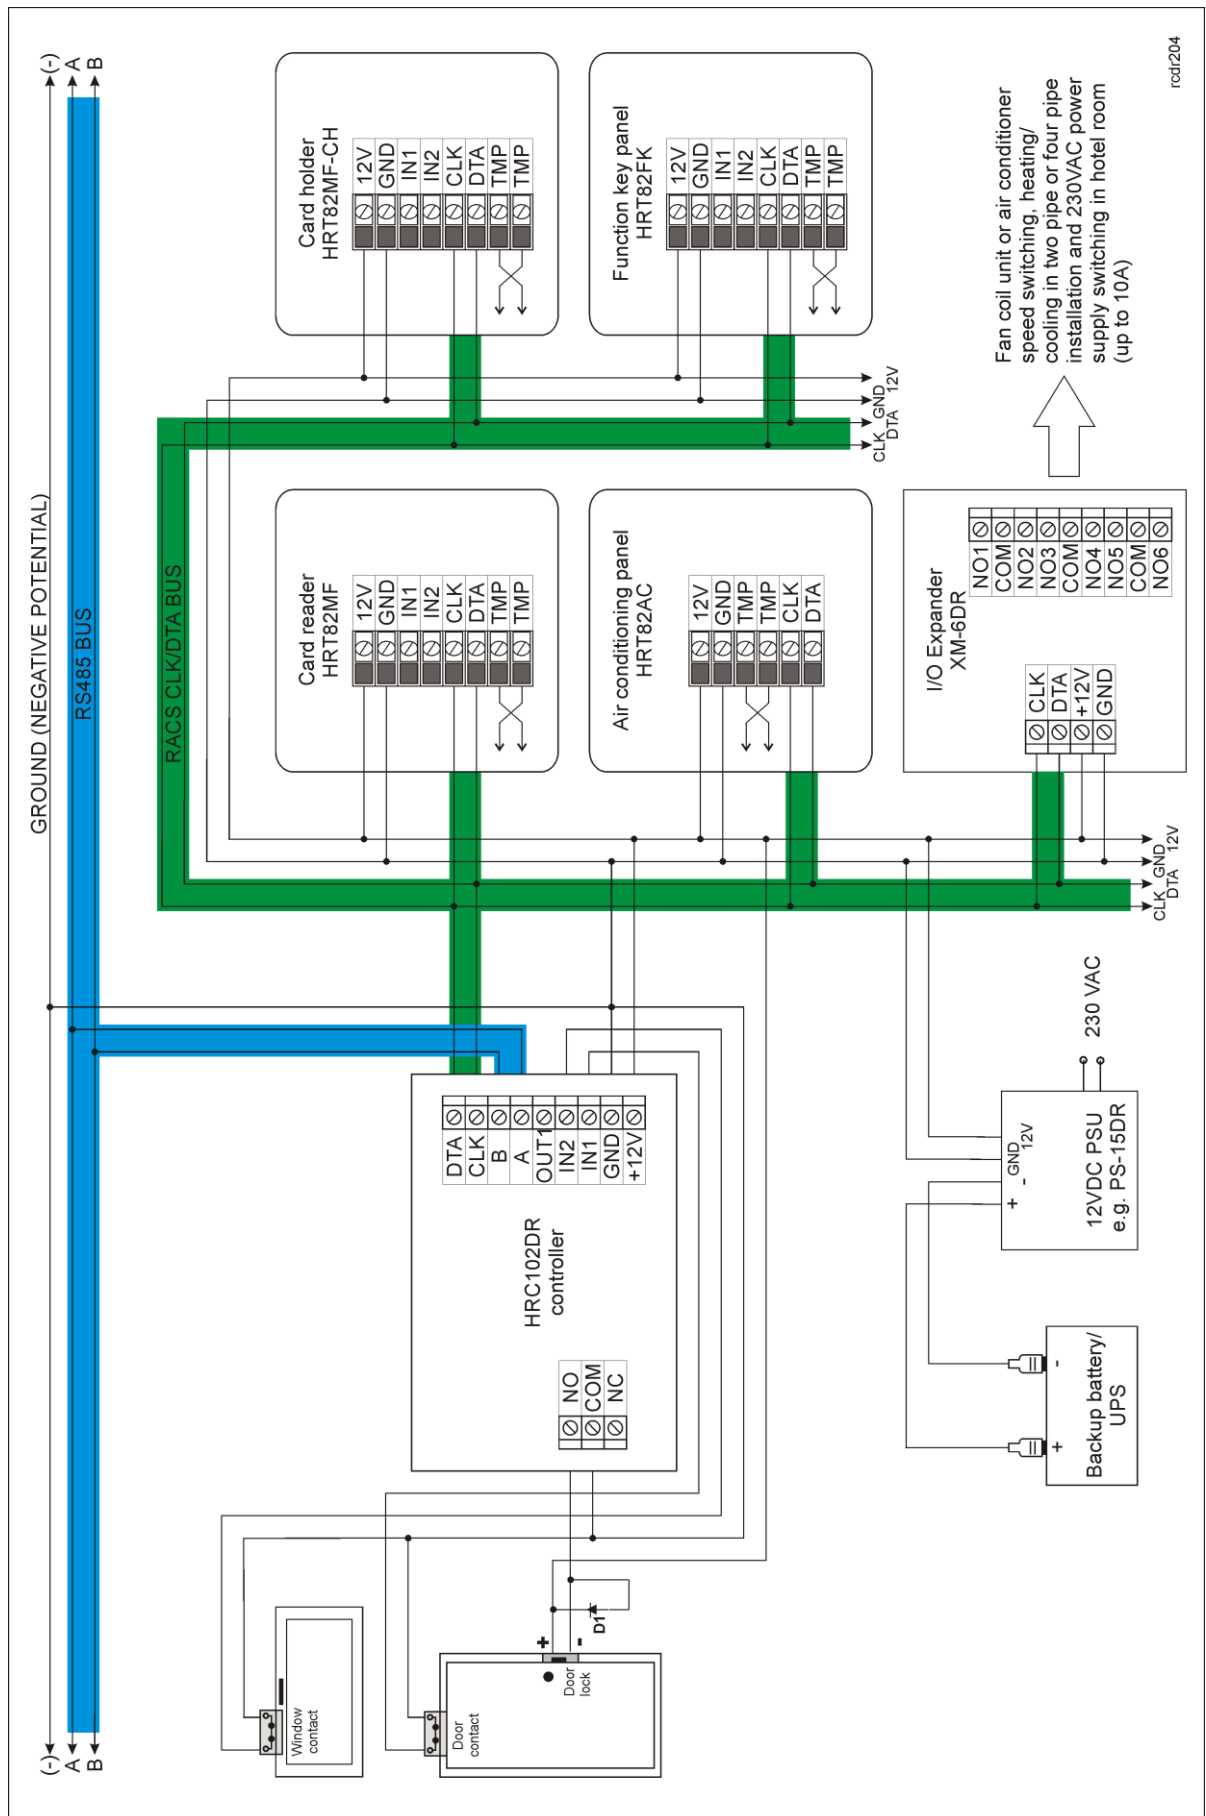 GROUND (NEGATIVE POTENTIAL)
(-)
A
B
(-)
A
B
RS485 BUS
RACS CLK/DTA BUS
Window
contact
Door
contact
Door
lock
+
-
D1
HRC102DR
controller
NO
COM
NC
DTA
CLK
B
A
OUT1
IN2
IN1
GND
+12V
Card reader
HRT82MF
12V
GND
IN1
IN2
CLK
DTA
TMP
TMP
Card holder
HRT82MF-CH
12V
GND
IN1
IN2
CLK
DTA
TMP
TMP
Air conditioning panel
HRT82AC
12V
GND
TMP
TMP
CLK
DTA
Function key panel
HRT82FK
12V
GND
IN1
IN2
CLK
DTA
TMP
TMP
CLK
DTA
GND
12V
I/O Expander
XM-6DR
CLK
DTA
+12V
GND
NO1
COM
NO2
NO3
COM
NO4
NO5
COM
NO6
CLK
DTA
GND
12V
Fan coil unit or air conditioner
speed switching, heating/
cooling in two pipe or four pipe
installation and 230VAC power
supply switching in hotel room
(up to 10A)
Backup battery/
UPS
+
-
12VDC PSU
e.g. PS-15DR
+
-
GND
12V
230 VAC
rcdr204